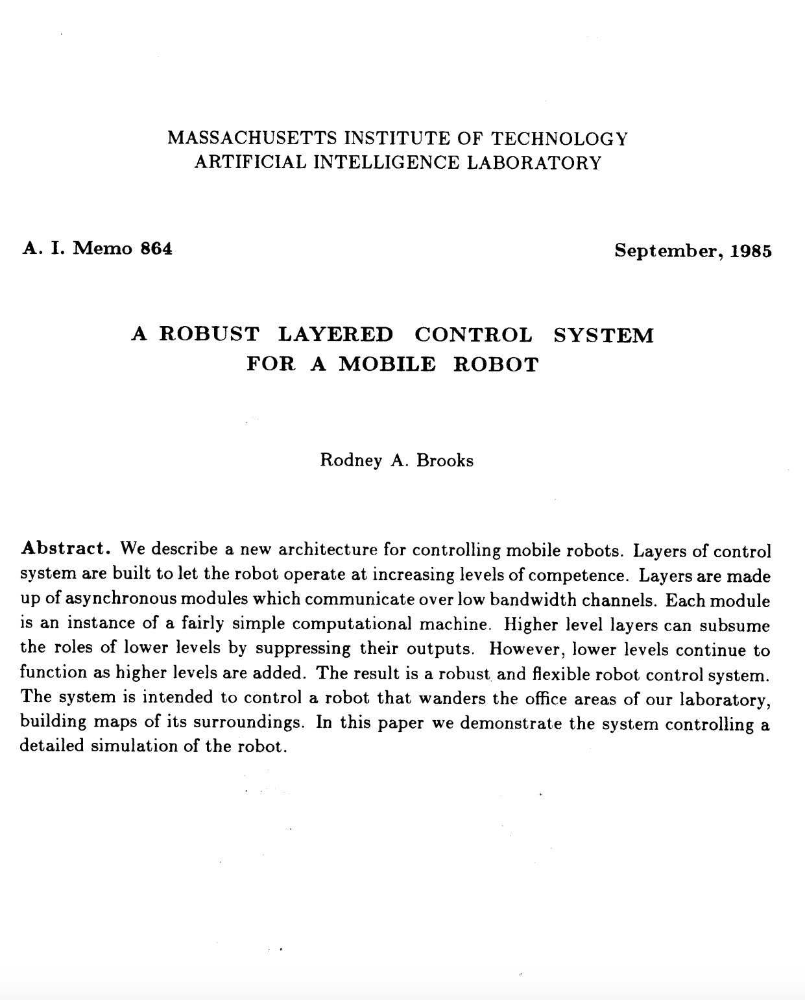 MASSACHUSETTS INSTITUTE OF TECHNOLOGY
ARTIFICIAL INTELLIGENCE LABORATORY
A. I. Memo 864
September, 1985
A ROBUST LAYERED CONTROL SYSTEM
FOR A MOBILE ROBOT
Rodney A. Brooks
Abstract. We describe a new architecture for controlling mobile robots. Layers of control
system are built to let the robot operate at increasing levels of competence. Layers are made
up of asynchronous modules which communicate over low bandwidth channels. Each module
is an instance of a fairly simple computational machine. Higher level layers can subsume
the roles of lower levels by suppressing their outputs. However, lower levels continue to
function as higher levels are added. The result is a robust and flexible robot control system.
The system is intended to control a robot that wanders the office areas of our laboratory,
building maps of its surroundings. In this paper we demonstrate the system controlling a
detailed simulation of the robot.